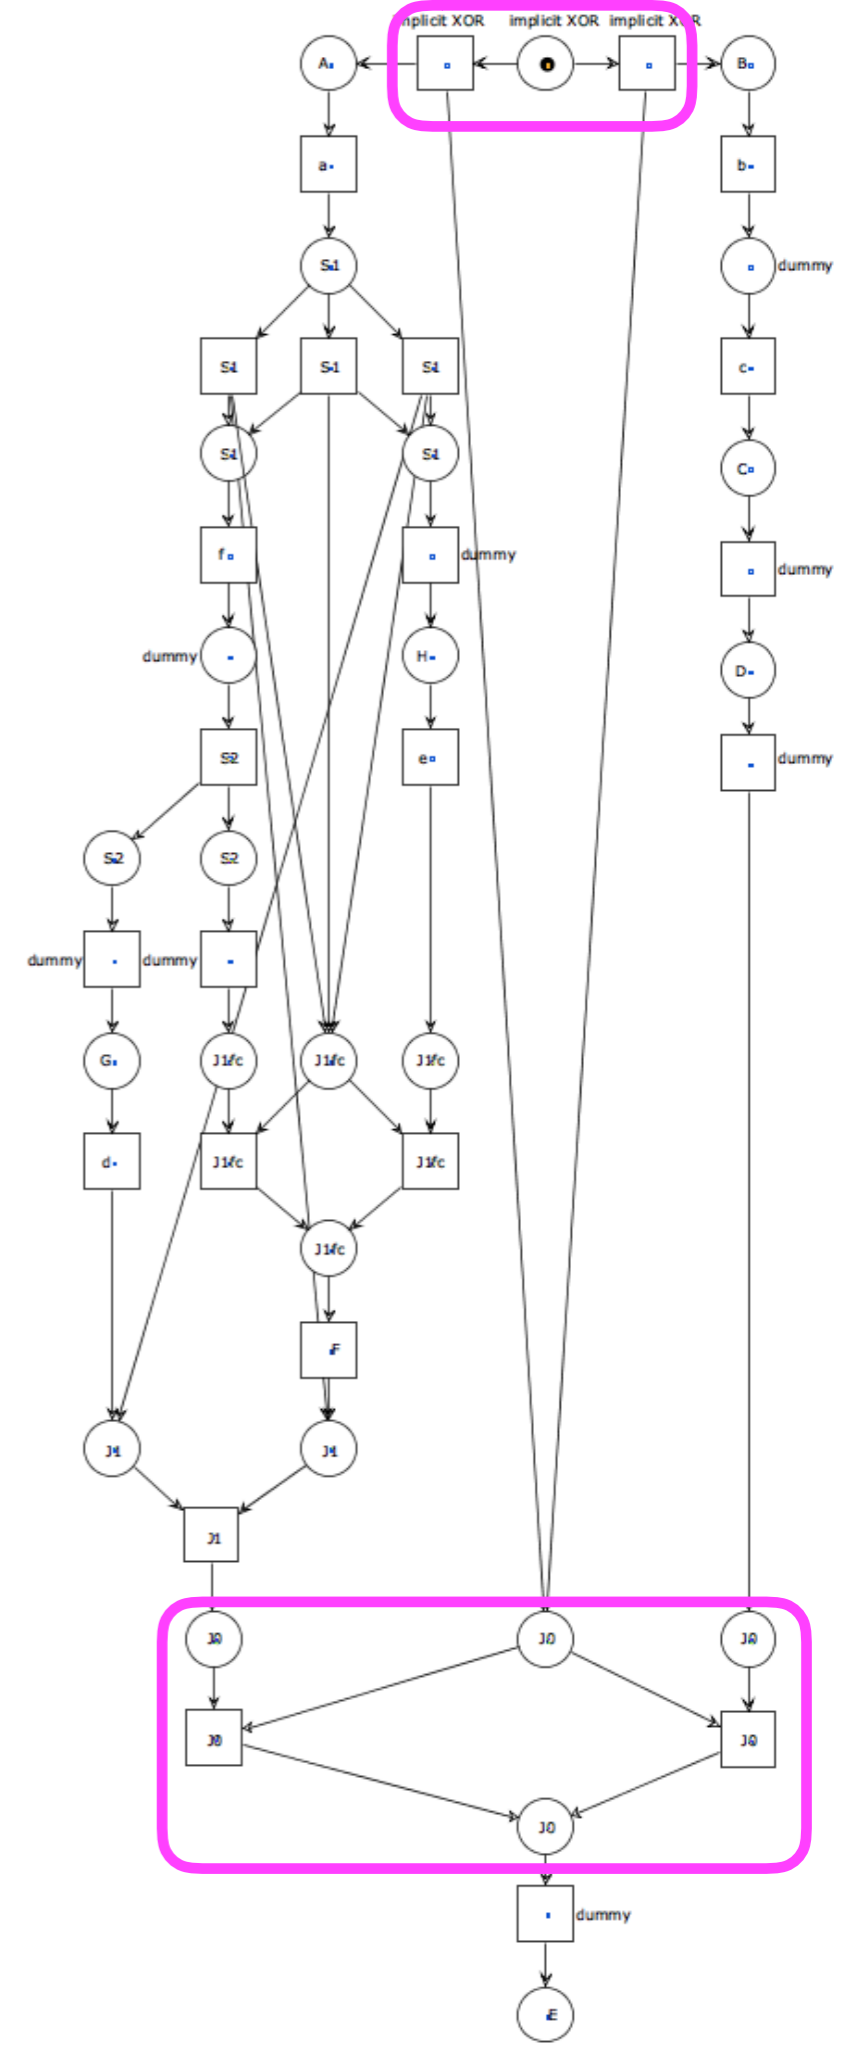 implicit XOR implicit XOR implicit XOR
A B
a b
S1 dummy
S1 S1 S1 c
S1 S1 C
f dummy dummy
dummy H D
S2 e dummy
S2 S2
dummy dummy
G J1fc J1fc J1fc
d J1fc J1fc
J1fc
F
J1 J1
J1
J0 J0 J0
J0 J0
J0
dummy
E